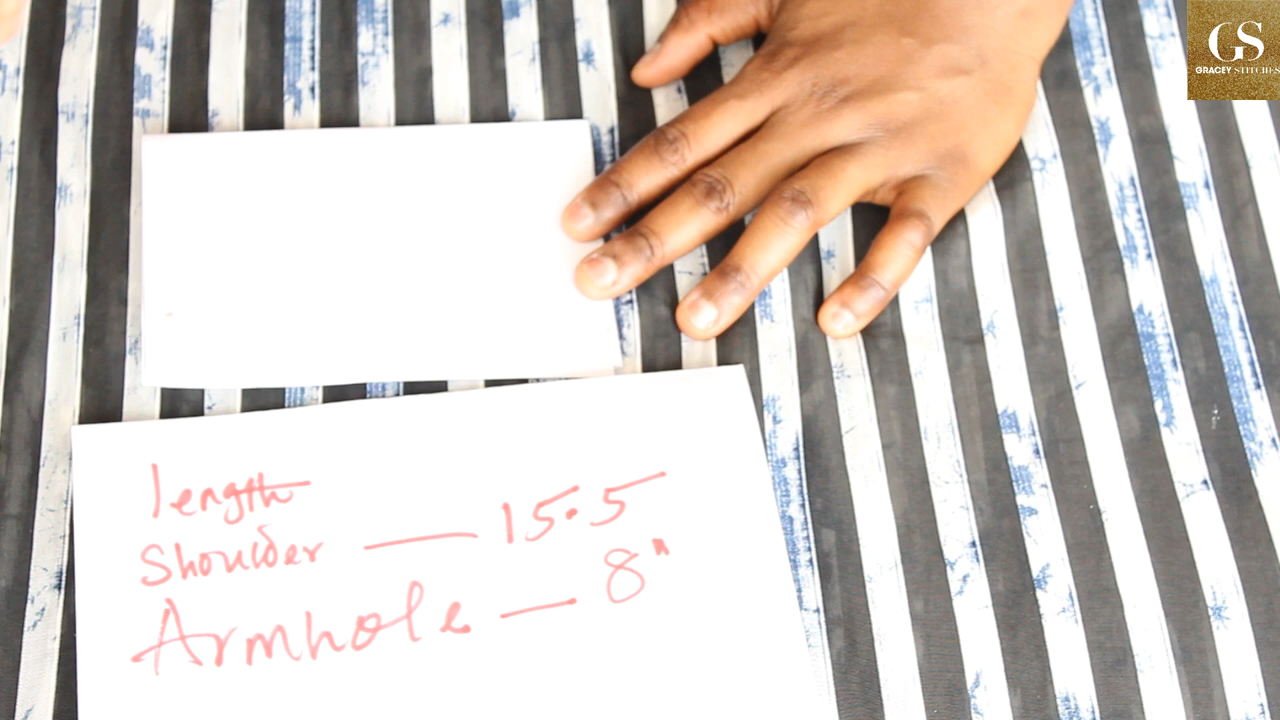 GS
GRACEY STITCHES
length
Shoulder — 15.5
Armhole — 8"